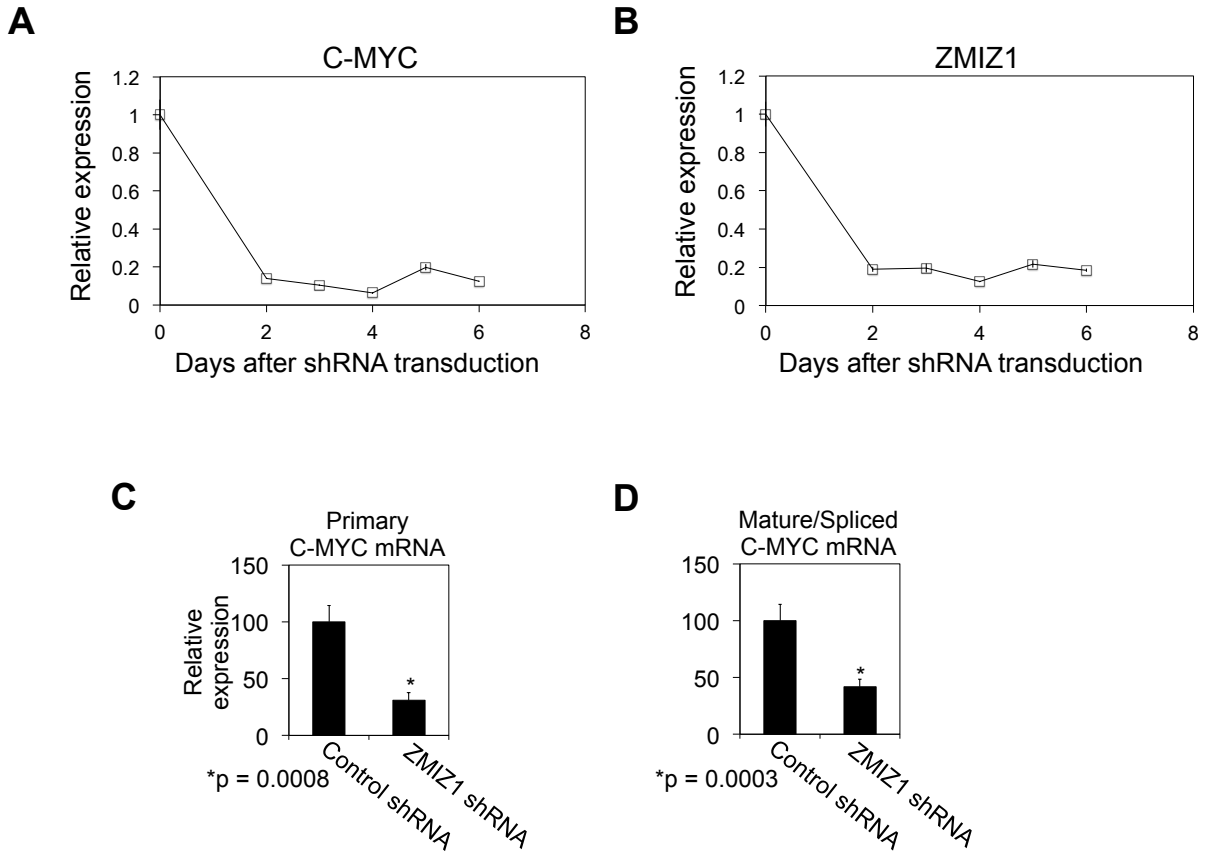 A
C-MYC
Relative expression
1.2
1
0.8
0.6
0.4
0.2
0
0 2 4 6 8
Days after shRNA transduction
B
ZMIZ1
Relative expression
1.2
1
0.8
0.6
0.4
0.2
0
0 2 4 6 8
Days after shRNA transduction
C
Primary
C-MYC mRNA
Relative
expression
150
100
50
0
*
Control shRNA
ZMIZ1 shRNA
*p = 0.0008
D
Mature/Spliced
C-MYC mRNA
150
100
50
0
*
Control shRNA
ZMIZ1 shRNA
*p = 0.0003